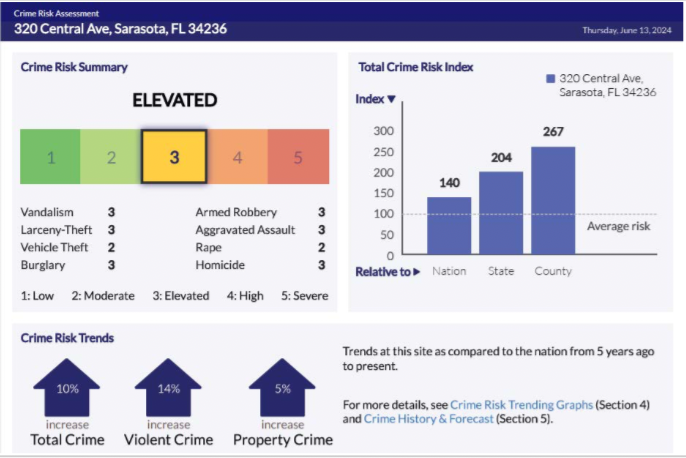 Crime Risk Assessment
320 Central Ave, Sarasota, FL 34236
Thursday, June 13, 2024
Crime Risk Summary
ELEVATED
1 2 3 4 5
Vandalism 3
Larceny-Theft 3
Vehicle Theft 2
Burglary 3
Armed Robbery 3
Aggravated Assault 3
Rape 2
Homicide 3
1: Low 2: Moderate 3: Elevated 4: High 5: Severe
Total Crime Risk Index
320 Central Ave,
Sarasota, FL 34236
Index ▼
300
250
200
150
100
50
0
140
204
267
Average risk
Relative to ▶ Nation State County
Crime Risk Trends
10%
increase
Total Crime
14%
increase
Violent Crime
5%
increase
Property Crime
Trends at this site as compared to the nation from 5 years ago
to present.
For more details, see Crime Risk Trending Graphs (Section 4)
and Crime History & Forecast (Section 5).